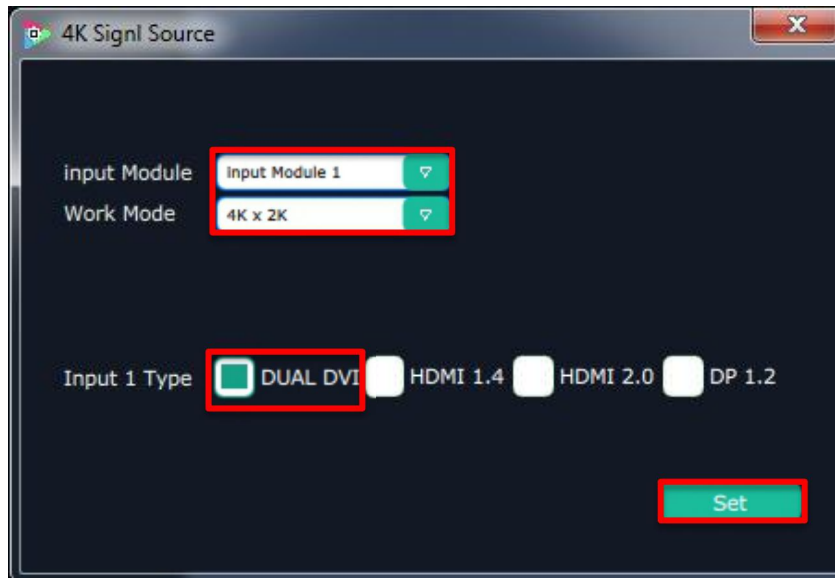 4K Signl Source
X
input Module
Input Module 1
Work Mode
4K x 2K
Input 1 Type DUAL DVI HDMI 1.4 HDMI 2.0 DP 1.2
Set